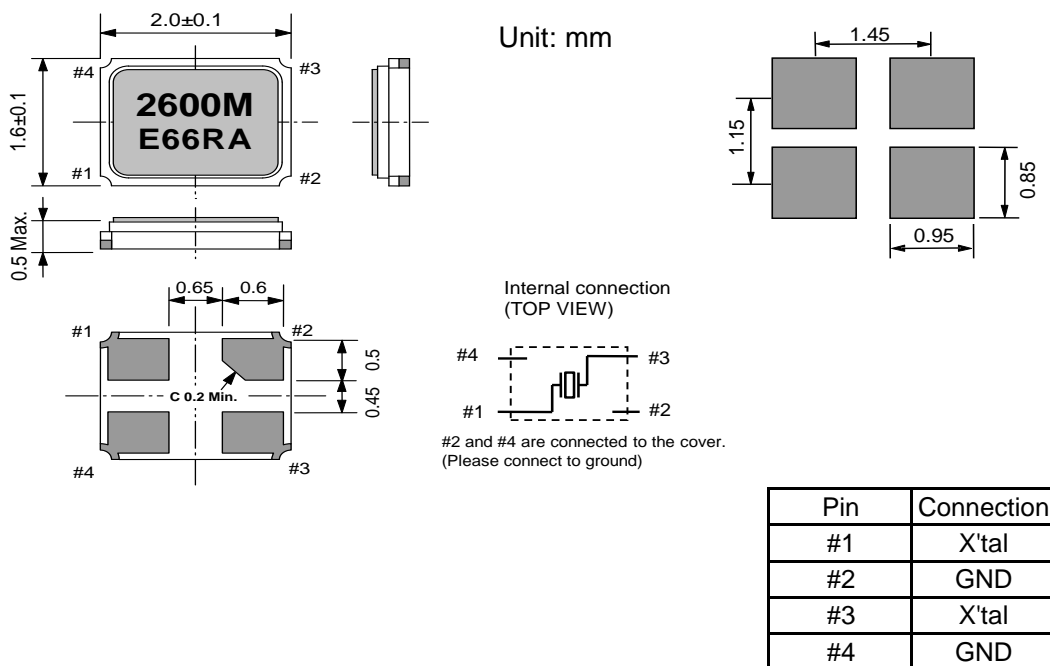 2.0±0.1
Unit: mm
1.45
#4
#3
2600M
E66RA
1.6±0.1
1.15
0.85
#1
#2
0.95
0.5 Max.
0.65
0.6
Internal connection
(TOP VIEW)
#1
#2
0.5
#4
#3
C 0.2 Min.
0.45
#1
#2
#2 and #4 are connected to the cover.
(Please connect to ground)
#4
#3
Pin Connection
#1 X'tal
#2 GND
#3 X'tal
#4 GND